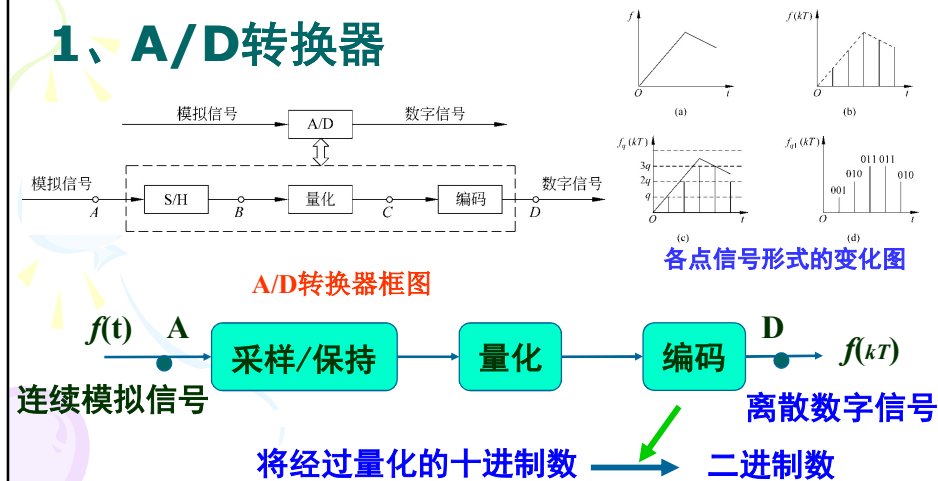 1、A/D转换器
模拟信号
A/D
数字信号
模拟信号
A
S/H
B
量化
C
编码
D
数字信号
f
O
t
(a)
f(kT)
O
t
(b)
f_q(kT)
3q
2q
q
O
t
(c)
f_q1(kT)
001
010
011 011
010
O
t
(d)
各点信号形式的变化图
A/D转换器框图
f(t)
A
采样/保持
量化
编码
D
f(kT)
连续模拟信号
离散数字信号
将经过量化的十进制数
二进制数